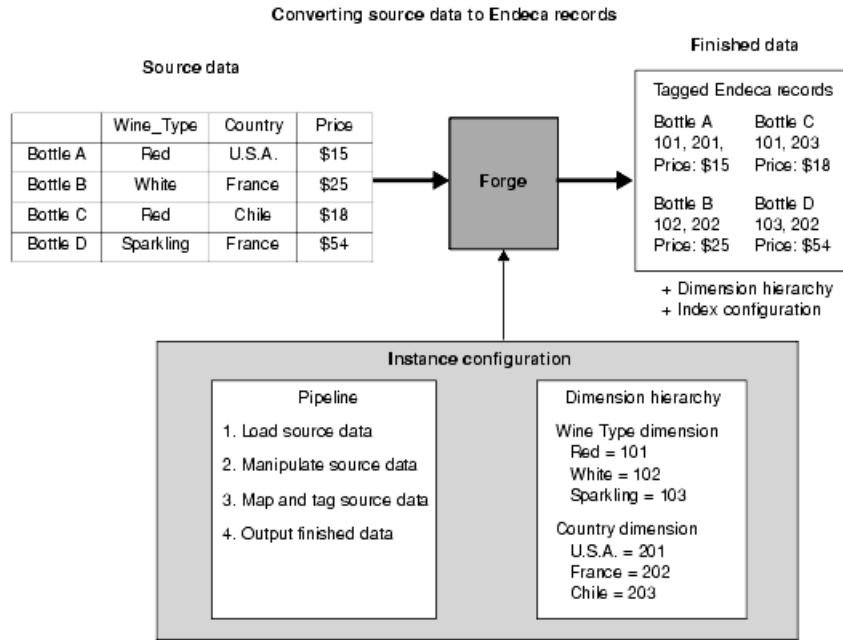 Converting source data to Endeca records
Source data
Wine_Type Country Price
Bottle A Red U.S.A. $15
Bottle B White France $25
Bottle C Red Chile $18
Bottle D Sparkling France $54
Forge
Finished data
Tagged Endeca records
Bottle A Bottle C
101, 201, 101, 203
Price: $15 Price: $18
Bottle B Bottle D
102, 202 103, 202
Price: $25 Price: $54
+ Dimension hierarchy
+ Index configuration
Instance configuration
Pipeline
1. Load source data
2. Manipulate source data
3. Map and tag source data
4. Output finished data
Dimension hierarchy
Wine Type dimension
Red = 101
White = 102
Sparkling = 103
Country dimension
U.S.A. = 201
France = 202
Chile = 203